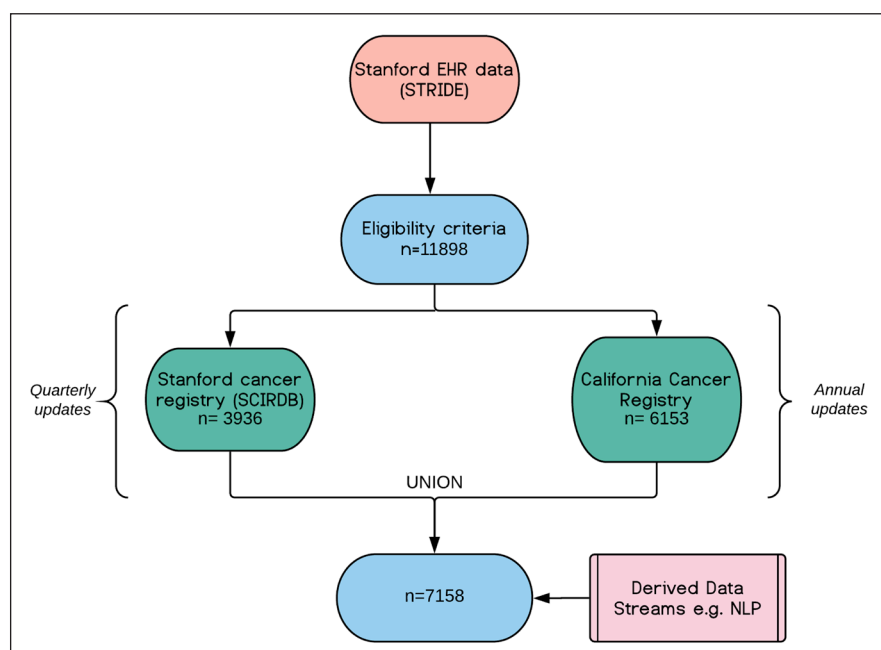 Stanford EHR data
(STRIDE)
Eligibility criteria
n=11898
Quarterly
updates
Stanford cancer
registry (SCIRDB)
n= 3936
California Cancer
Registry
n= 6153
Annual
updates
UNION
n=7158
Derived Data
Streams e.g. NLP